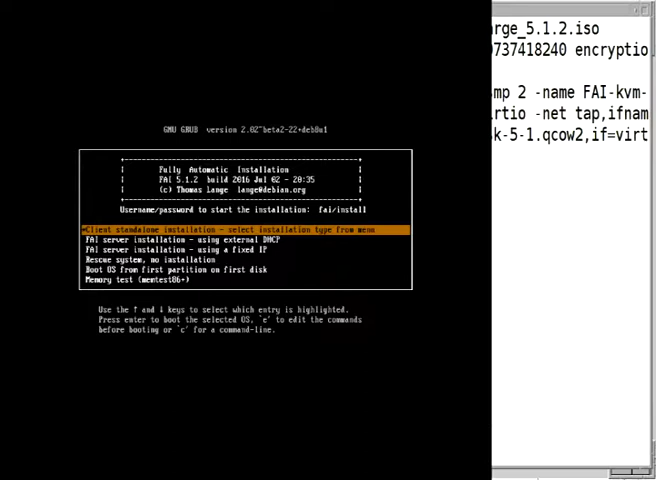 GNU GRUB version 2.02~beta2-22+deb8u1
Fully Automatic Installation
FAI 5.1.2 build 2016 Jul 02 - 20:35
(c) Thomas Lange lange@debian.org
Username/password to start the installation: fai/install
*Client standalone installation - select installation type from menu
FAI server installation - using external DHCP
FAI server installation - using a fixed IP
Rescue system, no installation
Boot OS from first partition on first disk
Memory test (memtest86+)
Use the ↑ and ↓ keys to select which entry is highlighted.
Press enter to boot the selected OS, `e' to edit the commands
before booting or `c' for a command-line.
arge_5.1.2.iso
0737418240 encryptio
mp 2 -name FAI-kvm-
rtio -net tap,ifnam
k-5-1.qcow2,if=virt